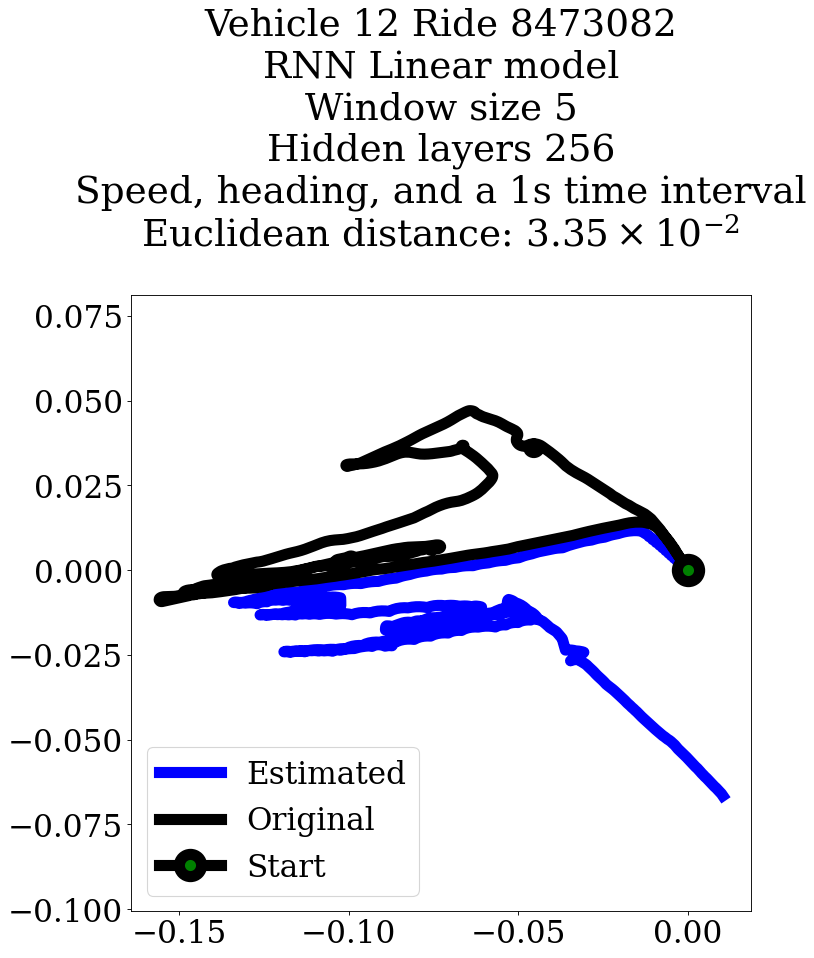 Vehicle 12 Ride 8473082
RNN Linear model
Window size 5
Hidden layers 256
Speed, heading, and a 1s time interval
Euclidean distance: 3.35 × 10⁻²
0.075
0.050
0.025
0.000
−0.025
−0.050
−0.075
−0.100
Estimated
Original
Start
−0.15
−0.10
−0.05
0.00